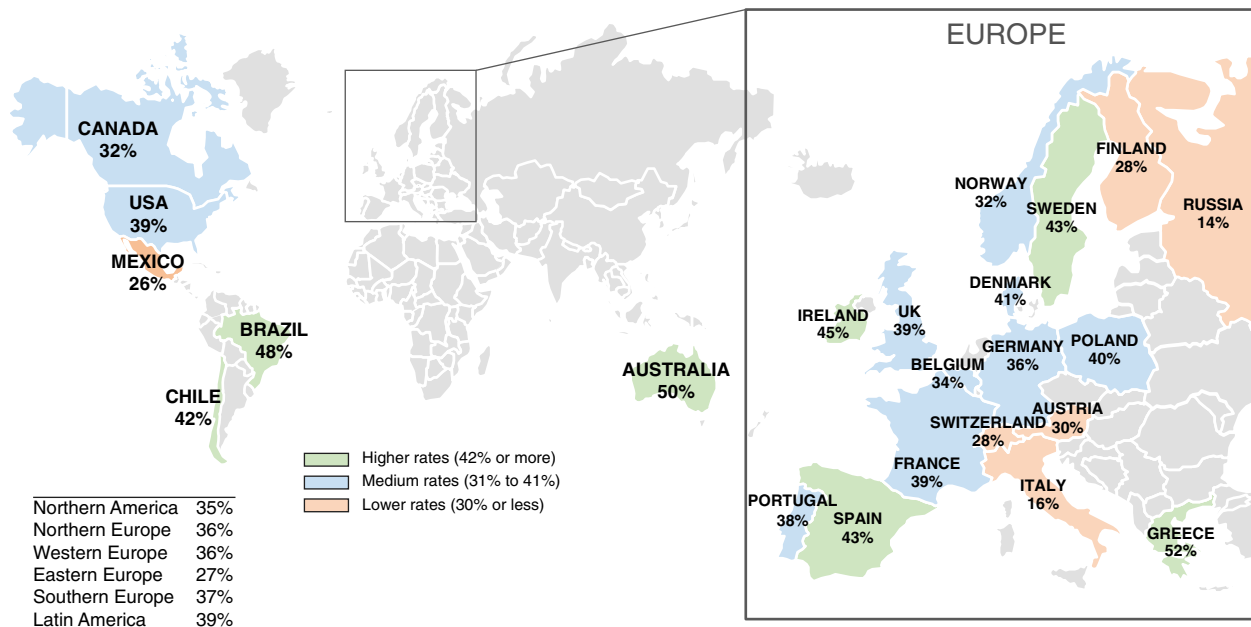 EUROPE
CANADA
32%
USA
39%
MEXICO
26%
BRAZIL
48%
CHILE
42%
AUSTRALIA
50%
FINLAND
28%
NORWAY
32%
SWEDEN
43%
RUSSIA
14%
DENMARK
41%
IRELAND
45%
UK
39%
GERMANY
36%
POLAND
40%
BELGIUM
34%
AUSTRIA
30%
SWITZERLAND
28%
FRANCE
39%
ITALY
16%
PORTUGAL
38%
SPAIN
43%
GREECE
52%
Higher rates (42% or more)
Medium rates (31% to 41%)
Lower rates (30% or less)
Northern America 35%
Northern Europe 36%
Western Europe 36%
Eastern Europe 27%
Southern Europe 37%
Latin America 39%